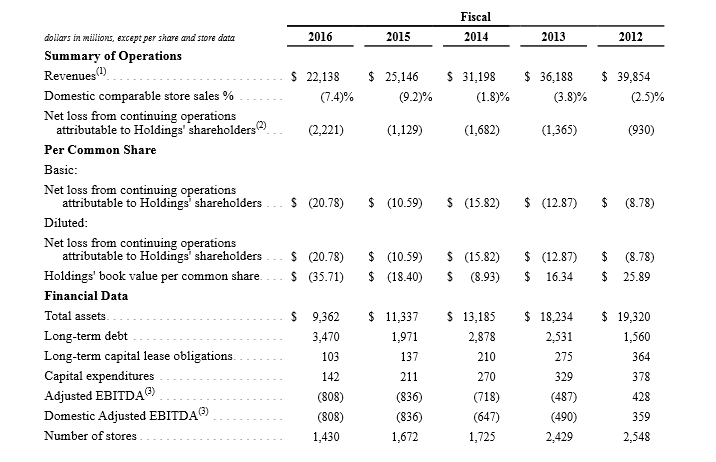 Fiscal
dollars in millions, except per share and store data 2016 2015 2014 2013 2012
Summary of Operations
Revenues(1) $ 22,138 $ 25,146 $ 31,198 $ 36,188 $ 39,854
Domestic comparable store sales % (7.4)% (9.2)% (1.8)% (3.8)% (2.5)%
Net loss from continuing operations
attributable to Holdings' shareholders(2) (2,221) (1,129) (1,682) (1,365) (930)
Per Common Share
Basic:
Net loss from continuing operations
attributable to Holdings' shareholders $ (20.78) $ (10.59) $ (15.82) $ (12.87) $ (8.78)
Diluted:
Net loss from continuing operations
attributable to Holdings' shareholders $ (20.78) $ (10.59) $ (15.82) $ (12.87) $ (8.78)
Holdings' book value per common share $ (35.71) $ (18.40) $ (8.93) $ 16.34 $ 25.89
Financial Data
Total assets $ 9,362 $ 11,337 $ 13,185 $ 18,234 $ 19,320
Long-term debt 3,470 1,971 2,878 2,531 1,560
Long-term capital lease obligations 103 137 210 275 364
Capital expenditures 142 211 270 329 378
Adjusted EBITDA(3) (808) (836) (718) (487) 428
Domestic Adjusted EBITDA(3) (808) (836) (647) (490) 359
Number of stores 1,430 1,672 1,725 2,429 2,548